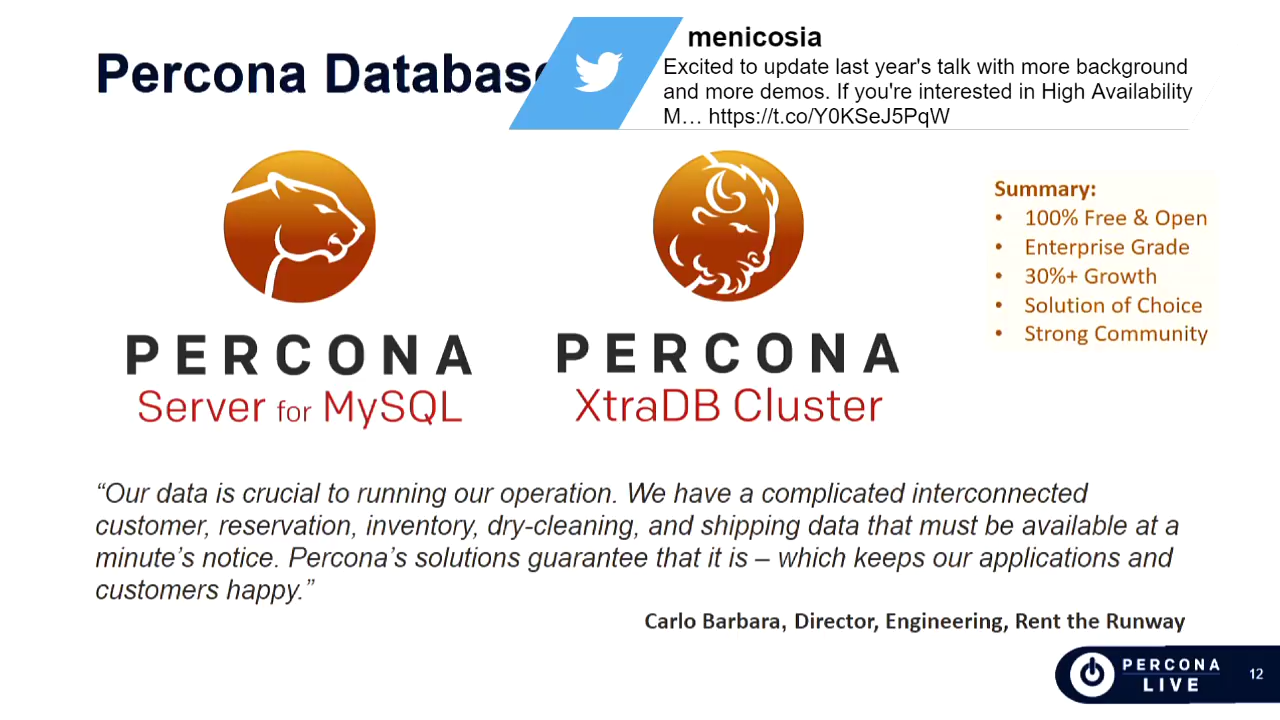 Percona Database
menicosia
Excited to update last year's talk with more background
and more demos. If you're interested in High Availability
M… https://t.co/Y0KSeJ5PqW
Summary:
• 100% Free & Open
• Enterprise Grade
• 30%+ Growth
• Solution of Choice
• Strong Community
PERCONA
Server for MySQL
PERCONA
XtraDB Cluster
“Our data is crucial to running our operation. We have a complicated interconnected
customer, reservation, inventory, dry-cleaning, and shipping data that must be available at a
minute’s notice. Percona’s solutions guarantee that it is – which keeps our applications and
customers happy.”
Carlo Barbara, Director, Engineering, Rent the Runway
PERCONA
LIVE
12